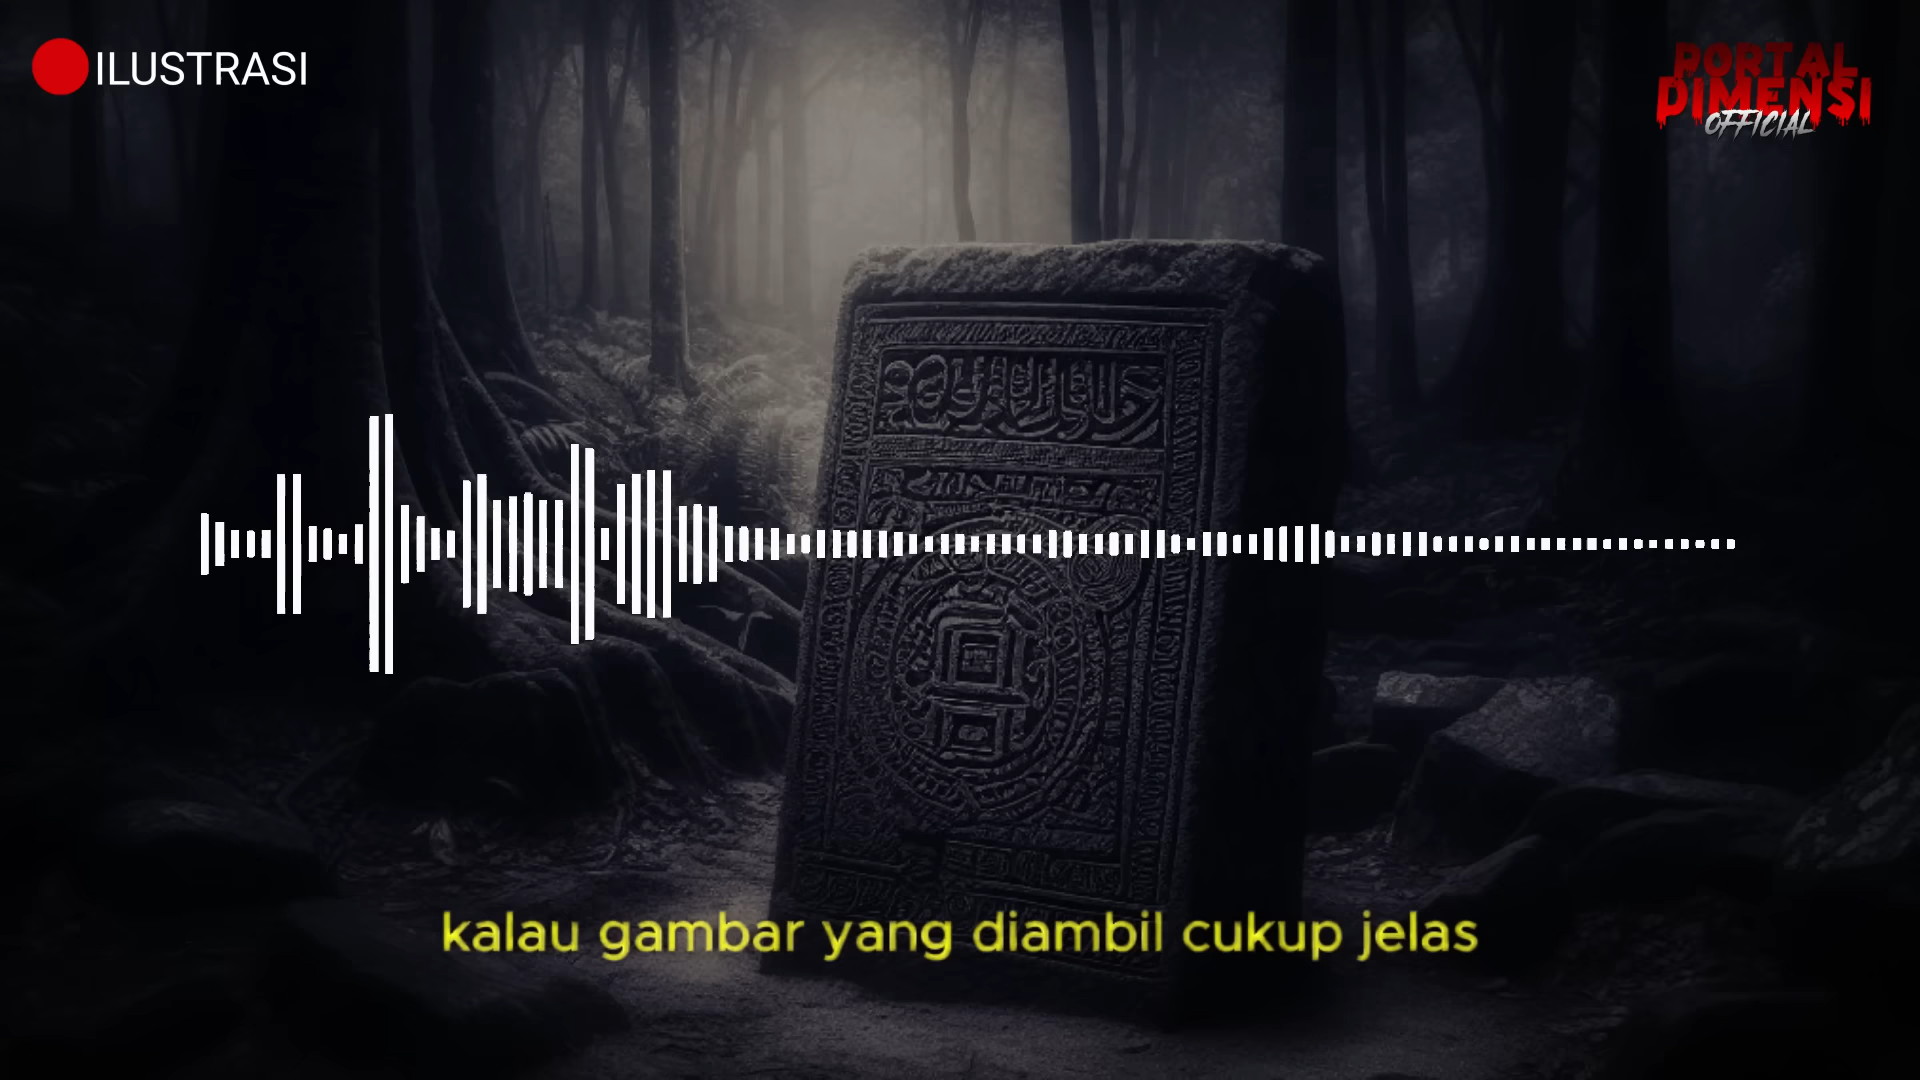 ILUSTRASI
PORTAL
DIMENSI
OFFICIAL
kalau gambar yang diambil cukup jelas